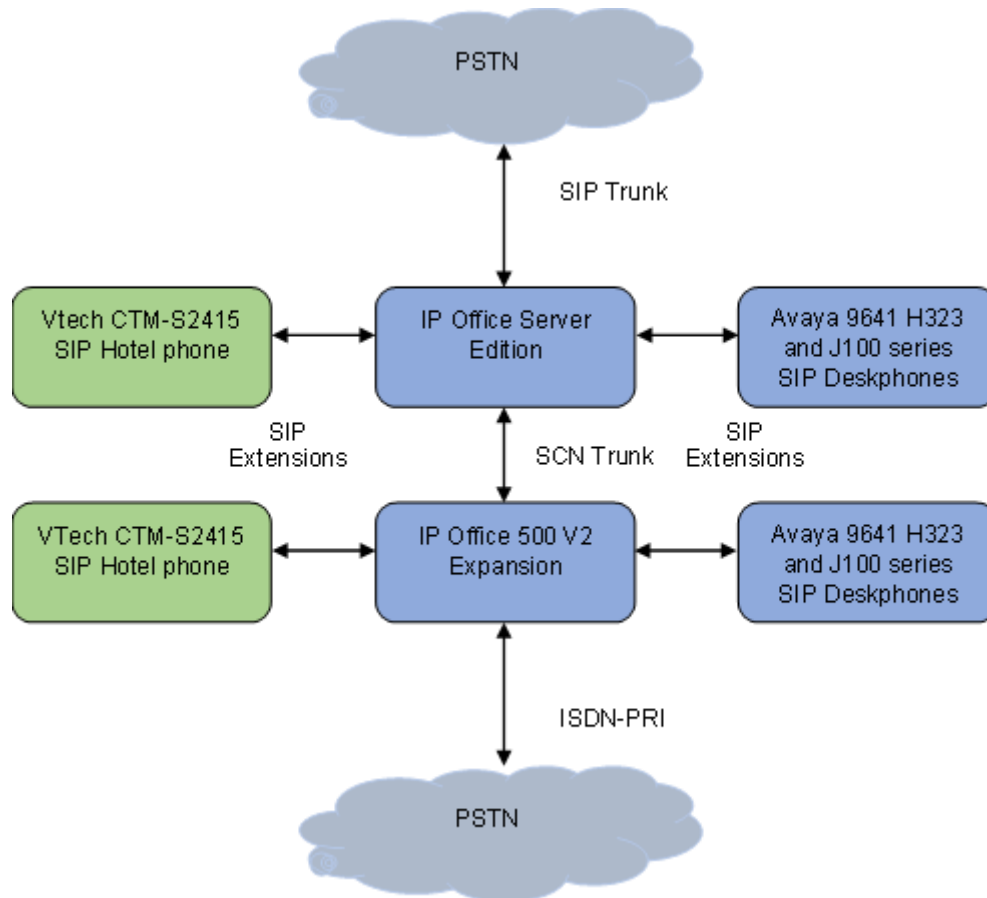 PSTN
SIP Trunk
Vtech CTM-S2415
SIP Hotel phone
IP Office Server
Edition
Avaya 9641 H323
and J100 series
SIP Deskphones
SIP
Extensions
SCN Trunk
SIP
Extensions
VTech CTM-S2415
SIP Hotel phone
IP Office 500 V2
Expansion
Avaya 9641 H323
and J100 series
SIP Deskphones
ISDN-PRI
PSTN